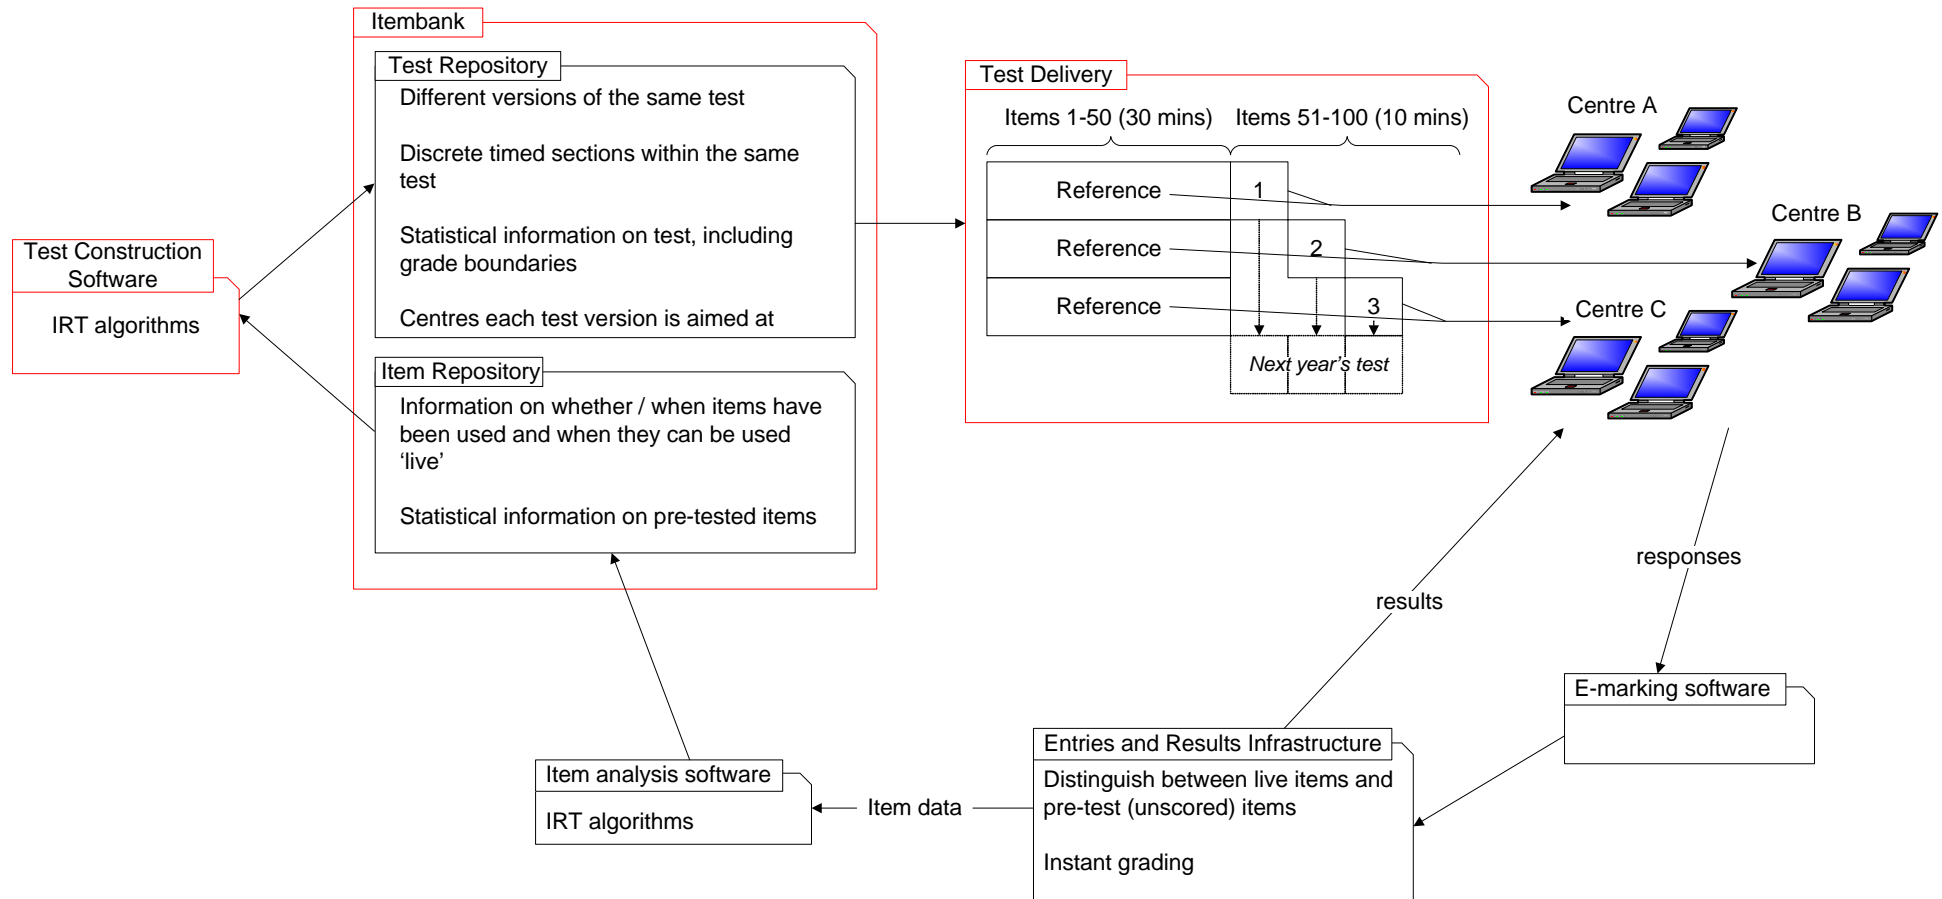 Itembank
Test Repository
Different versions of the same test
Discrete timed sections within the same
test
Statistical information on test, including
grade boundaries
Centres each test version is aimed at
Item Repository
Information on whether / when items have
been used and when they can be used
‘live’
Statistical information on pre-tested items
Test Construction
Software
IRT algorithms
Test Delivery
Items 1-50 (30 mins)
Items 51-100 (10 mins)
Reference
1
Reference
2
Reference
3
Next year’s test
Centre A
Centre B
Centre C
responses
results
E-marking software
Entries and Results Infrastructure
Distinguish between live items and
pre-test (unscored) items
Instant grading
Item data
Item analysis software
IRT algorithms